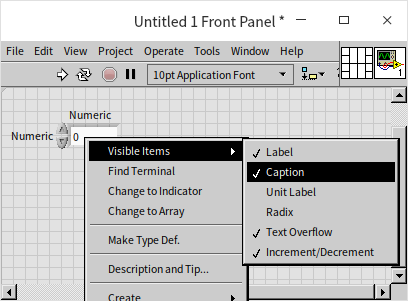 Untitled 1 Front Panel *
File Edit View Project Operate Tools Window Help
10pt Application Font
1
Numeric
Numeric 0
Visible Items
Find Terminal
Change to Indicator
Change to Array
Make Type Def.
Description and Tip...
Create
Label
Caption
Unit Label
Radix
Text Overflow
Increment/Decrement